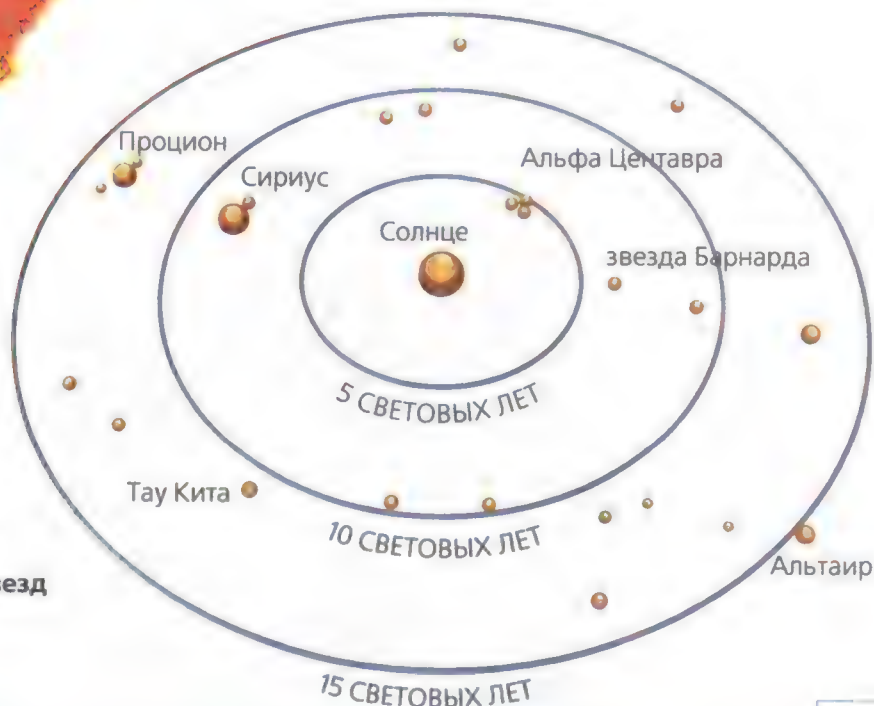 Процион
Сириус
Альфа Центавра
Солнце
звезда Барнарда
5 СВЕТОВЫХ ЛЕТ
Тау Кита
10 СВЕТОВЫХ ЛЕТ
Альтаир
15 СВЕТОВЫХ ЛЕТ